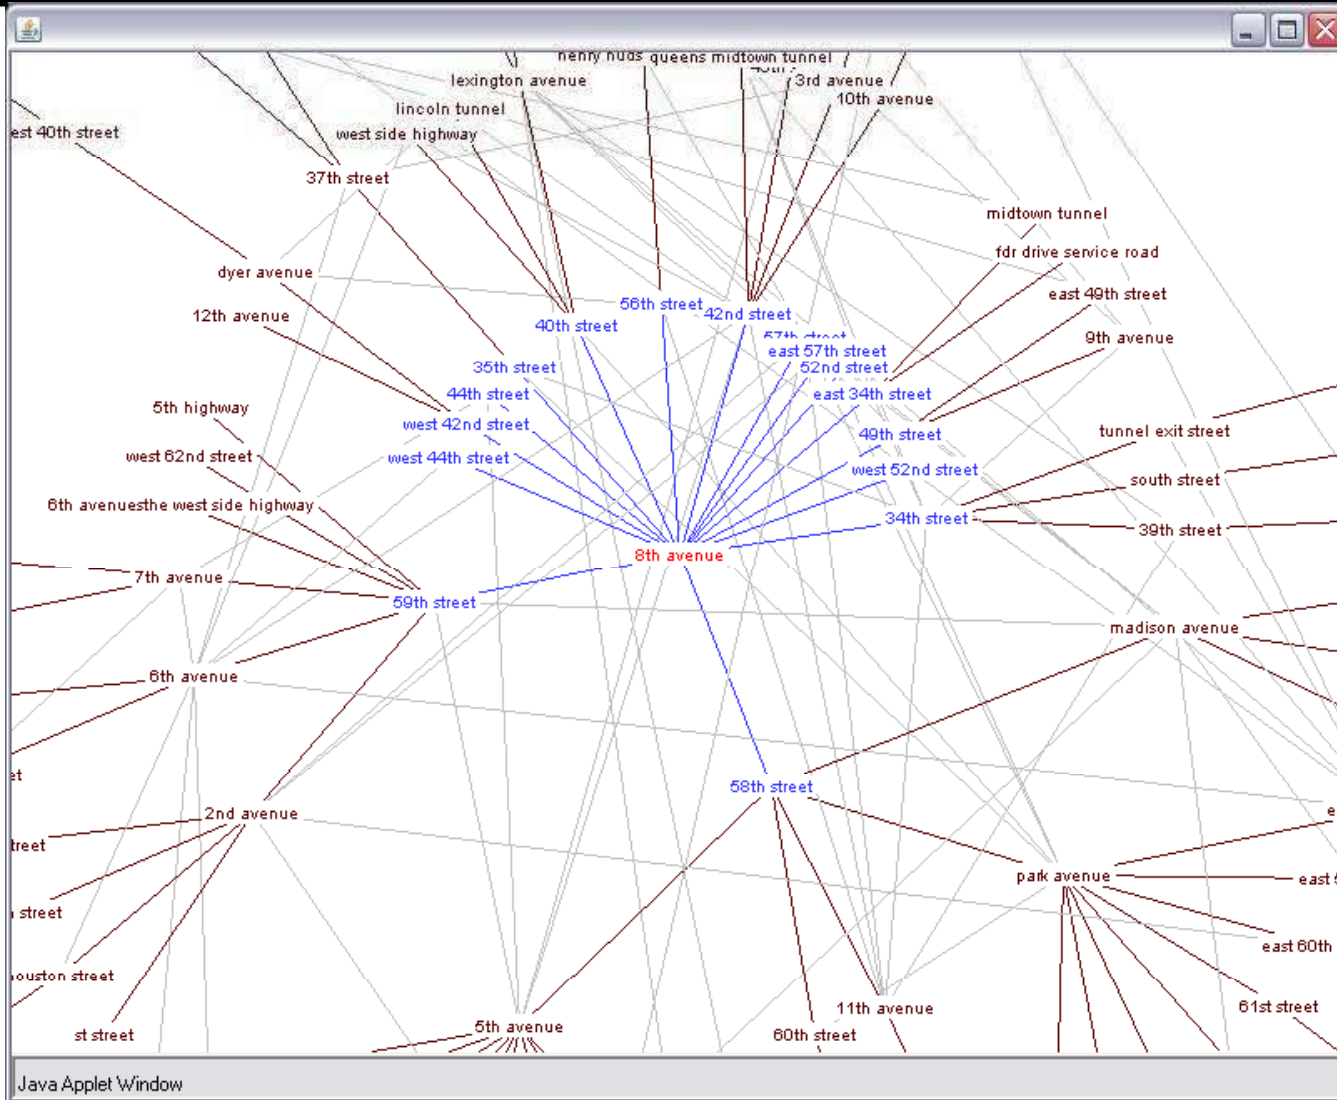 henry huds
queens midtown tunnel
lexington avenue
3rd avenue
10th avenue
lincoln tunnel
west side highway
est 40th street
37th street
midtown tunnel
fdr drive service road
dyer avenue
east 49th street
12th avenue
56th street
42nd street
40th street
57th street
9th avenue
east 57th street
35th street
52nd street
44th street
east 34th street
5th highway
west 42nd street
49th street
tunnel exit street
west 62nd street
west 44th street
west 52nd street
south street
6th avenuesthe west side highway
34th street
39th street
8th avenue
7th avenue
59th street
madison avenue
6th avenue
et
58th street
2nd avenue
e
treet
park avenue
east 5
street
east 60th
ouston street
11th avenue
61st street
5th avenue
60th street
st street
Java Applet Window